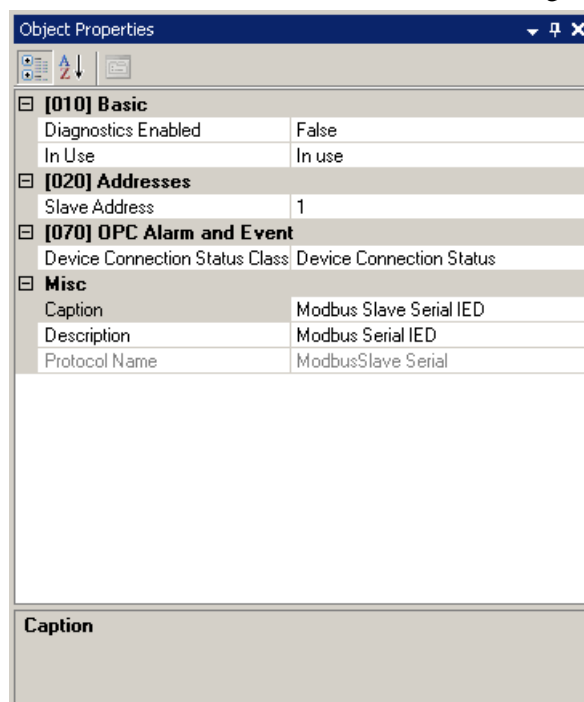 Object Properties
[010] Basic
Diagnostics Enabled False
In Use In use
[020] Addresses
Slave Address 1
[070] OPC Alarm and Event
Device Connection Status Class Device Connection Status
Misc
Caption Modbus Slave Serial IED
Description Modbus Serial IED
Protocol Name ModbusSlave Serial
Caption